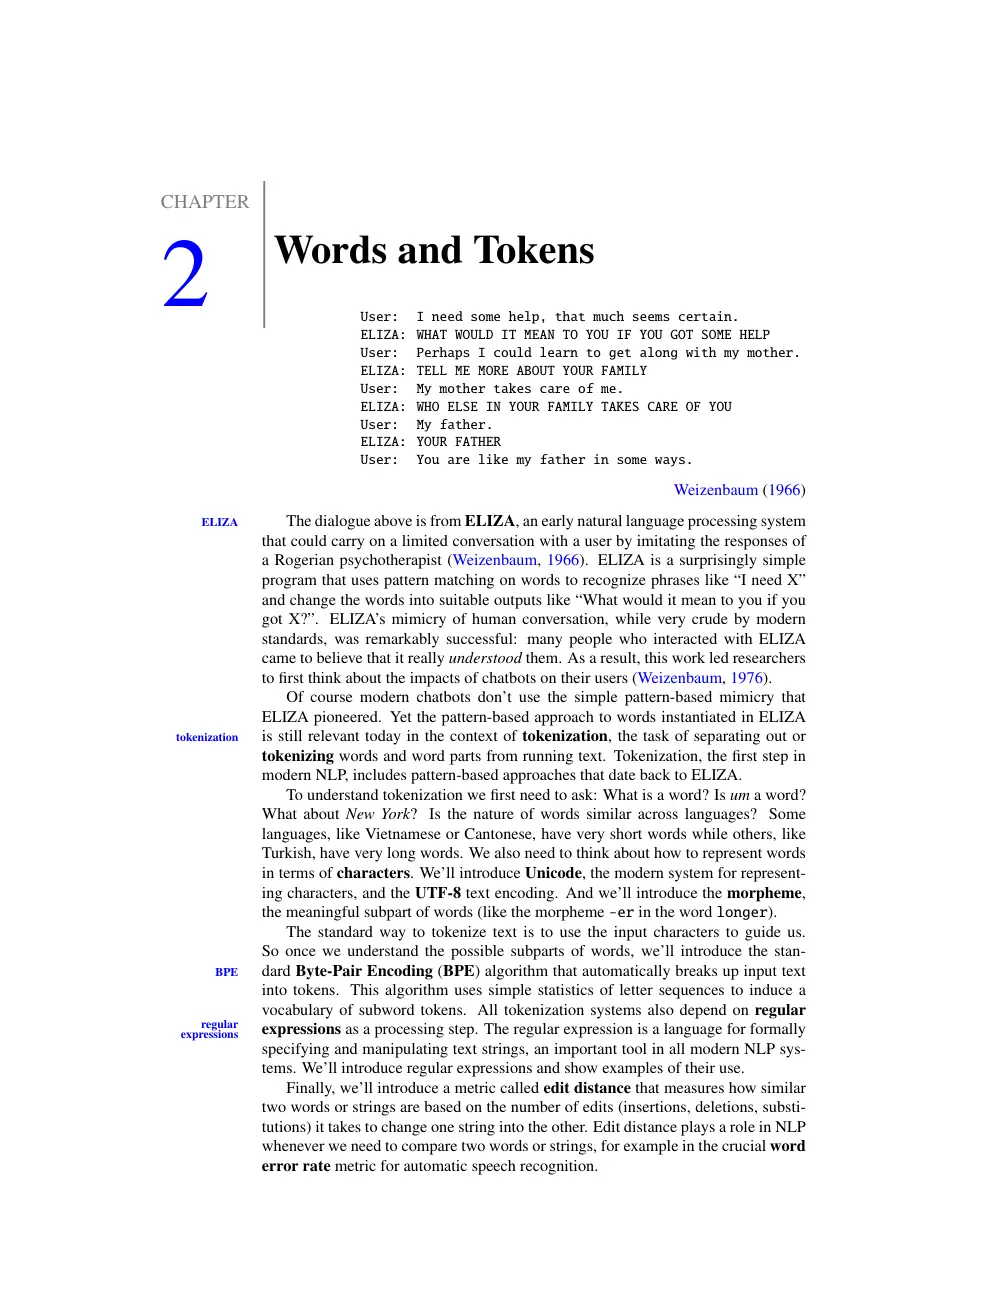 CHAPTER
2
Words and Tokens
User: I need some help, that much seems certain.
ELIZA: WHAT WOULD IT MEAN TO YOU IF YOU GOT SOME HELP
User: Perhaps I could learn to get along with my mother.
ELIZA: TELL ME MORE ABOUT YOUR FAMILY
User: My mother takes care of me.
ELIZA: WHO ELSE IN YOUR FAMILY TAKES CARE OF YOU
User: My father.
ELIZA: YOUR FATHER
User: You are like my father in some ways.
Weizenbaum (1966)
ELIZA
The dialogue above is from ELIZA, an early natural language processing system
that could carry on a limited conversation with a user by imitating the responses of
a Rogerian psychotherapist (Weizenbaum, 1966). ELIZA is a surprisingly simple
program that uses pattern matching on words to recognize phrases like “I need X”
and change the words into suitable outputs like “What would it mean to you if you
got X?”. ELIZA’s mimicry of human conversation, while very crude by modern
standards, was remarkably successful: many people who interacted with ELIZA
came to believe that it really understood them. As a result, this work led researchers
to first think about the impacts of chatbots on their users (Weizenbaum, 1976).
Of course modern chatbots don’t use the simple pattern-based mimicry that
ELIZA pioneered. Yet the pattern-based approach to words instantiated in ELIZA
tokenization
is still relevant today in the context of tokenization, the task of separating out or
tokenizing words and word parts from running text. Tokenization, the first step in
modern NLP, includes pattern-based approaches that date back to ELIZA.
To understand tokenization we first need to ask: What is a word? Is um a word?
What about New York? Is the nature of words similar across languages? Some
languages, like Vietnamese or Cantonese, have very short words while others, like
Turkish, have very long words. We also need to think about how to represent words
in terms of characters. We’ll introduce Unicode, the modern system for represent-
ing characters, and the UTF-8 text encoding. And we’ll introduce the morpheme,
the meaningful subpart of words (like the morpheme -er in the word longer).
The standard way to tokenize text is to use the input characters to guide us.
So once we understand the possible subparts of words, we’ll introduce the stan-
BPE
dard Byte-Pair Encoding (BPE) algorithm that automatically breaks up input text
into tokens. This algorithm uses simple statistics of letter sequences to induce a
vocabulary of subword tokens. All tokenization systems also depend on regular
regular
expressions
expressions as a processing step. The regular expression is a language for formally
specifying and manipulating text strings, an important tool in all modern NLP sys-
tems. We’ll introduce regular expressions and show examples of their use.
Finally, we’ll introduce a metric called edit distance that measures how similar
two words or strings are based on the number of edits (insertions, deletions, substi-
tutions) it takes to change one string into the other. Edit distance plays a role in NLP
whenever we need to compare two words or strings, for example in the crucial word
error rate metric for automatic speech recognition.